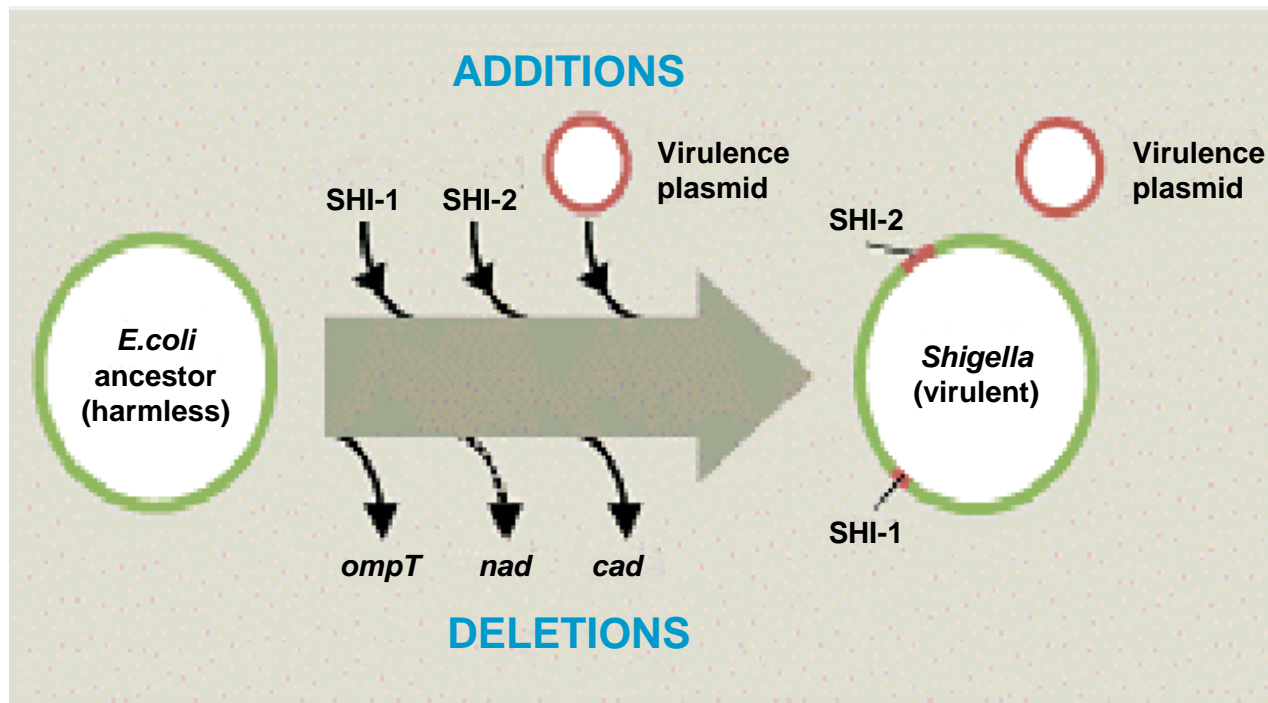 ADDITIONS
Virulence
plasmid
Virulence
plasmid
SHI-1
SHI-2
SHI-2
E.coli
ancestor
(harmless)
Shigella
(virulent)
SHI-1
ompT
nad
cad
DELETIONS